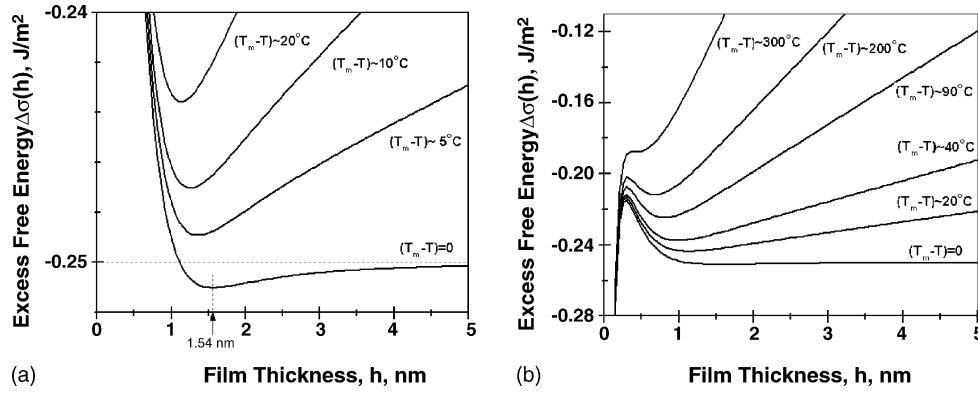 Excess Free Energy Δσ(h), J/m²
-0.24
-0.25
(Tₘ-T)~20°C
(Tₘ-T)~10°C
(Tₘ-T)~ 5°C
(Tₘ-T)=0
0 1 2 3 4 5
1.54 nm
(a) Film Thickness, h, nm
Excess Free Energy Δσ(h), J/m²
-0.12
-0.16
-0.20
-0.24
-0.28
(Tₘ-T)~300°C
(Tₘ-T)~200°C
(Tₘ-T)~90°C
(Tₘ-T)~40°C
(Tₘ-T)~20°C
(Tₘ-T)=0
0 1 2 3 4 5
(b) Film Thickness, h, nm